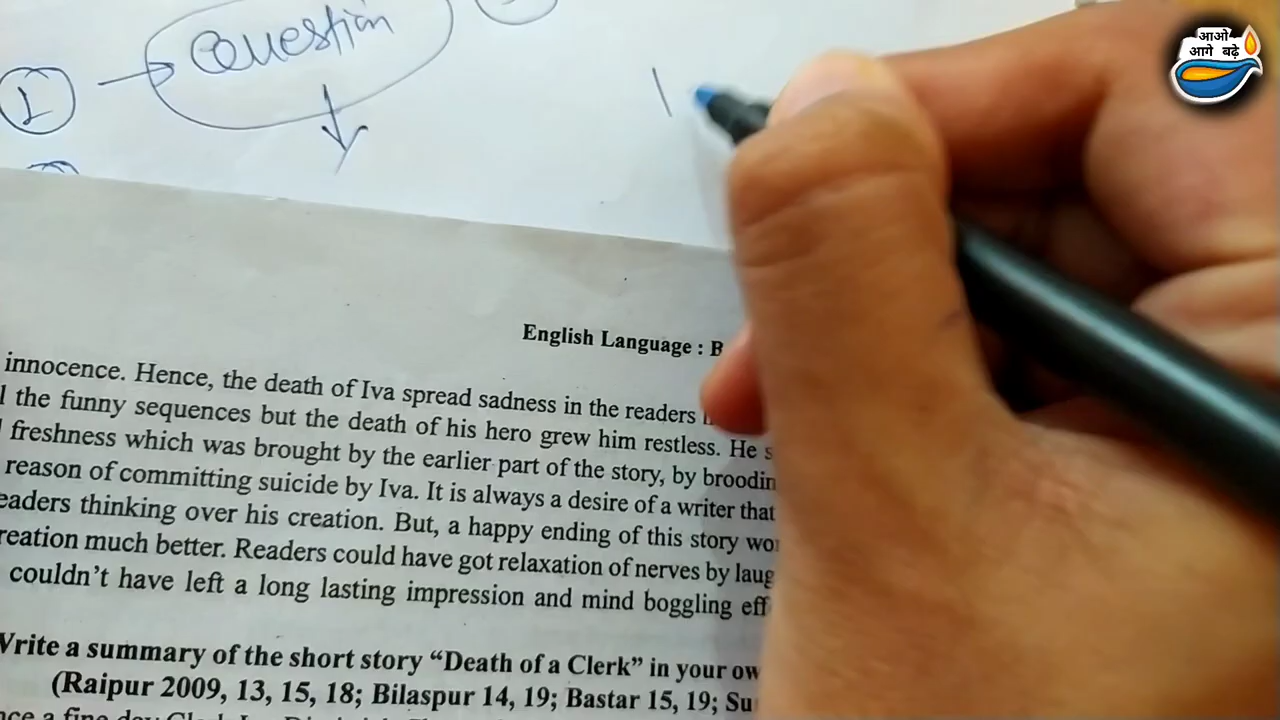 Question
1
आओ
आगे बढ़े
English Language : B
innocence. Hence, the death of Iva spread sadness in the readers
the funny sequences but the death of his hero grew him restless. He s
freshness which was brought by the earlier part of the story, by broodin
reason of committing suicide by Iva. It is always a desire of a writer that
eaders thinking over his creation. But, a happy ending of this story wo
reation much better. Readers could have got relaxation of nerves by laug
couldn't have left a long lasting impression and mind boggling eff
Write a summary of the short story “Death of a Clerk” in your ow
(Raipur 2009, 13, 15, 18; Bilaspur 14, 19; Bastar 15, 19; Su